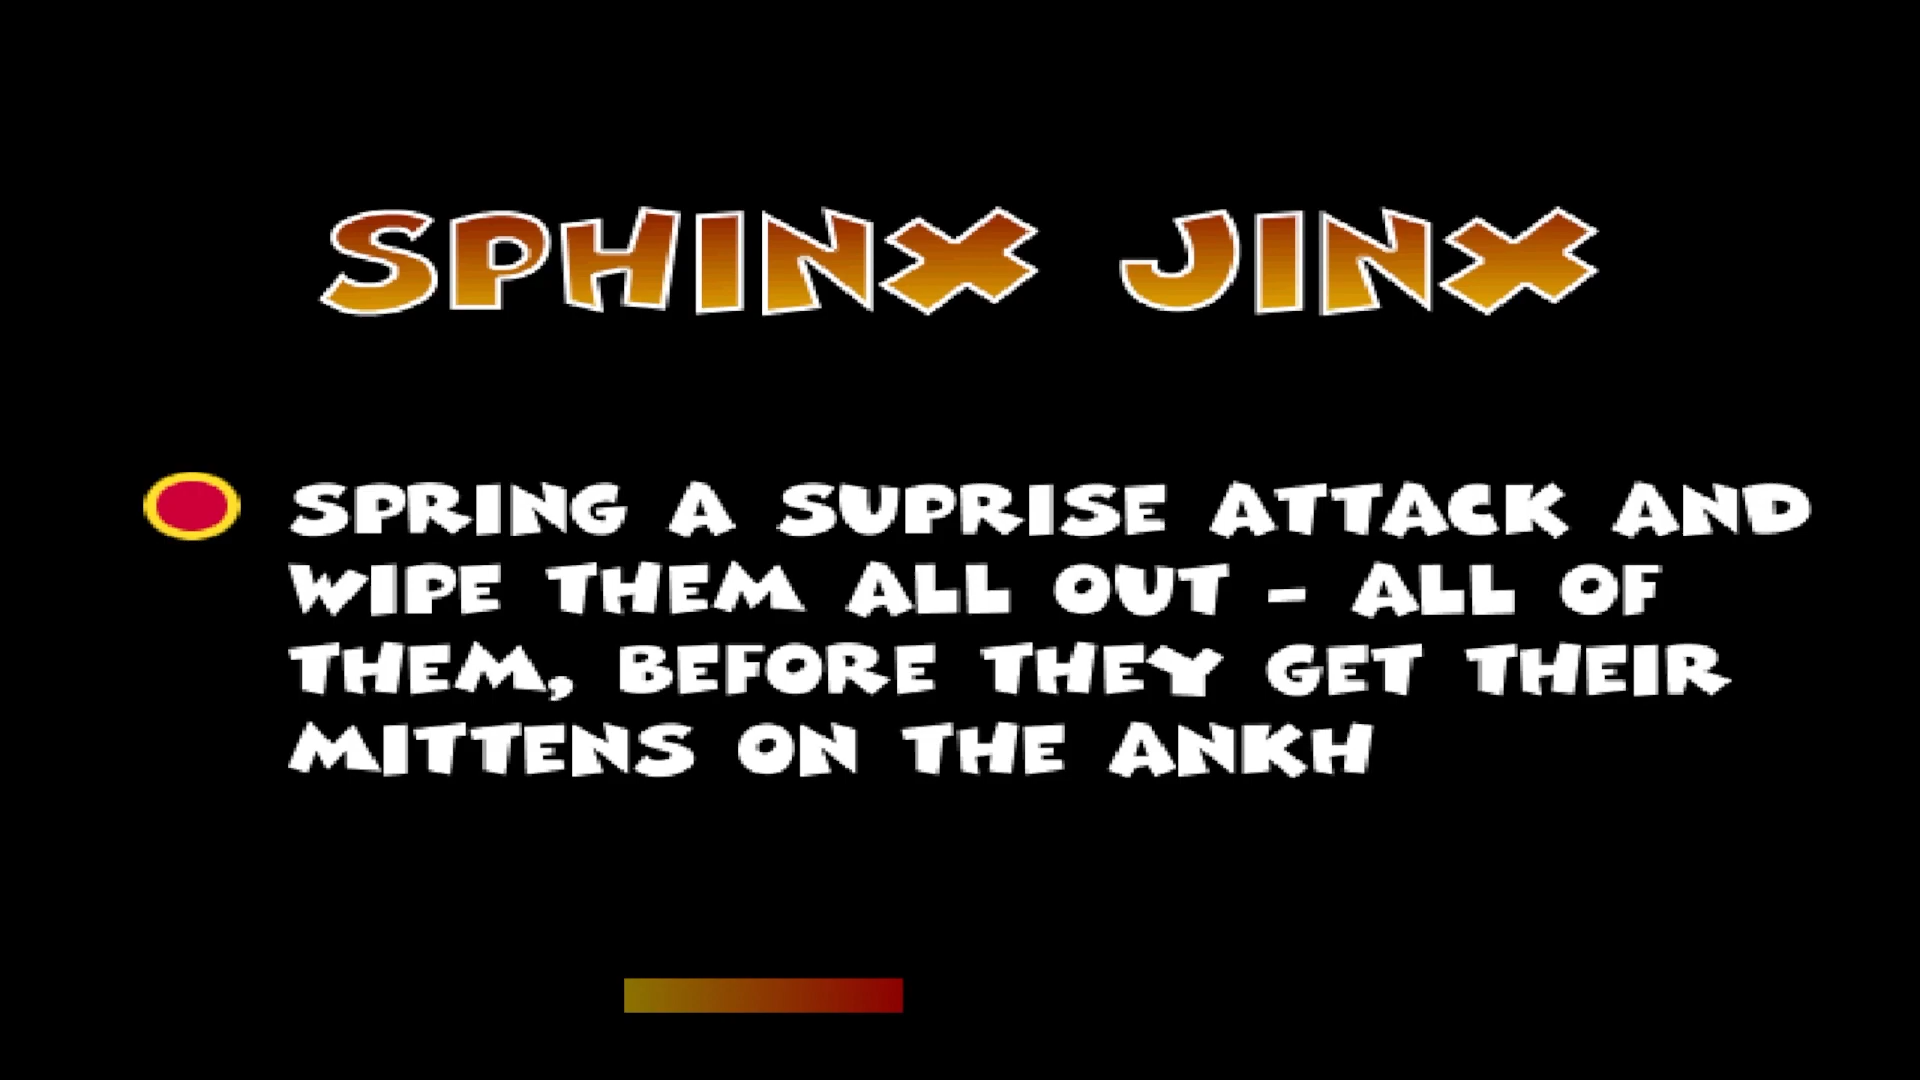 SPHINX JINX
SPRING A SUPRISE ATTACK AND
WIPE THEM ALL OUT - ALL OF
THEM, BEFORE THEY GET THEIR
MITTENS ON THE ANKH